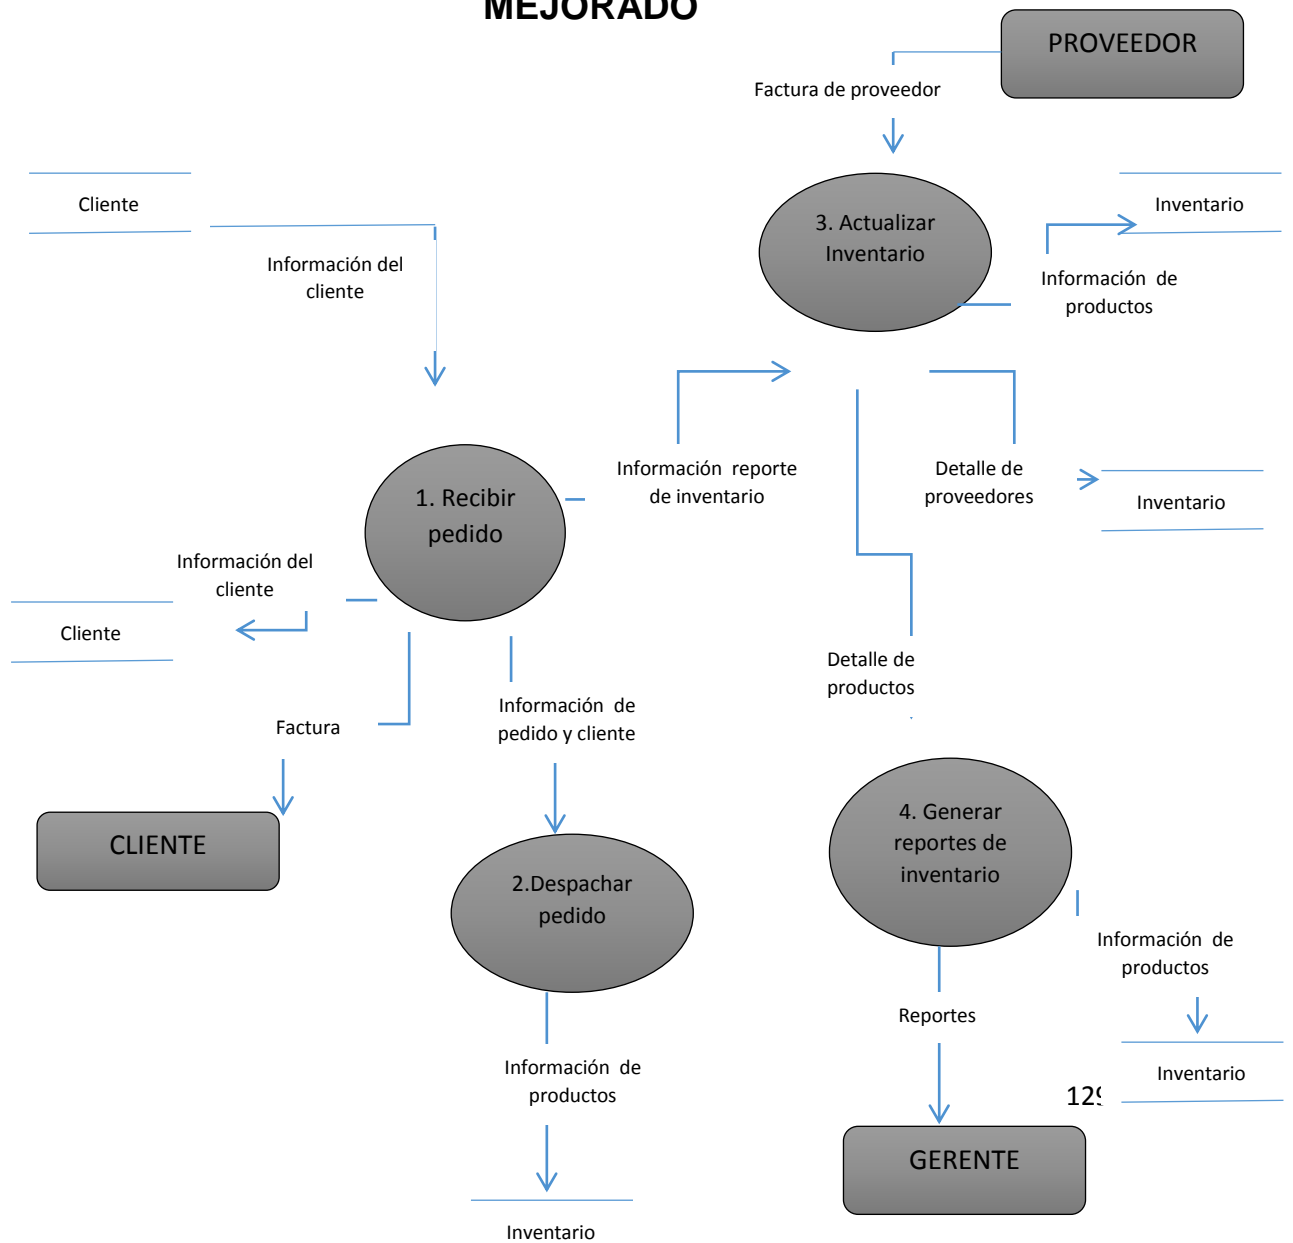 MEJORADO
PROVEEDOR
Factura de proveedor
Cliente
Información del
cliente
3. Actualizar
Inventario
Inventario
Información de
productos
1. Recibir
pedido
Información reporte
de inventario
Detalle de
proveedores
Inventario
Información del
cliente
Cliente
Factura
Información de
pedido y cliente
Detalle de
productos
CLIENTE
2.Despachar
pedido
4. Generar
reportes de
inventario
Información de
productos
Reportes
Información de
productos
Inventario
GERENTE
Inventario